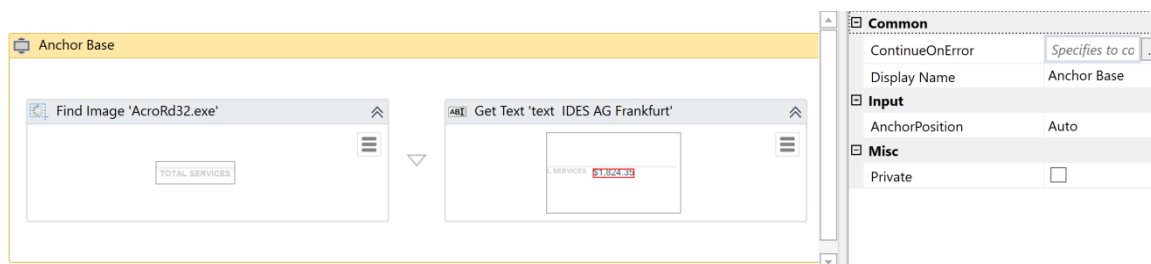 Anchor Base
Find Image 'AcroRd32.exe'
TOTAL SERVICES
Get Text 'text  IDES AG Frankfurt'
L SERVICES $1,824.35
Common
ContinueOnError Specifies to co ...
Display Name Anchor Base
Input
AnchorPosition Auto
Misc
Private